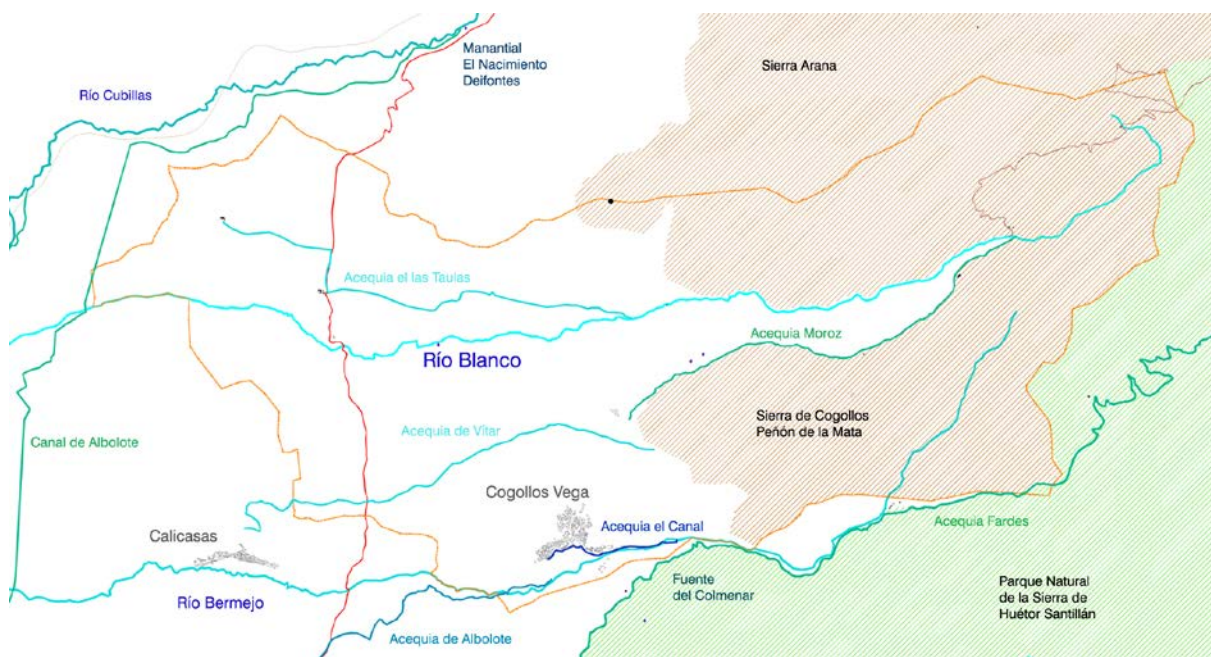 Manantial
El Nacimiento
Deifontes
Sierra Arana
Río Cubillas
Acequia el las Taulas
Río Blanco
Acequia Moroz
Sierra de Cogollos
Peñón de la Mata
Canal de Albolote
Acequia de Vítar
Cogollos Vega
Acequia el Canal
Calicasas
Acequia Fardes
Fuente
del Colmenar
Parque Natural
de la Sierra de
Huétor Santillán
Río Bermejo
Acequia de Albolote